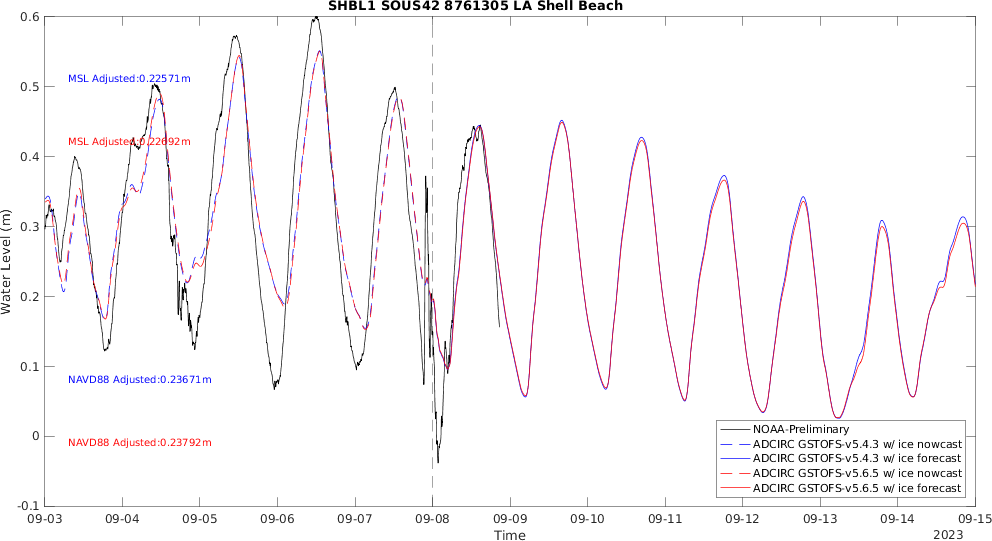 SHBL1 SOUS42 8761305 LA Shell Beach
Water Level (m)
0.6
0.5
0.4
0.3
0.2
0.1
0
-0.1
MSL Adjusted:0.22571m
MSL Adjusted:0.22692m
NAVD88 Adjusted:0.23671m
NAVD88 Adjusted:0.23792m
NOAA-Preliminary
ADCIRC GSTOFS-v5.4.3 w/ ice nowcast
ADCIRC GSTOFS-v5.4.3 w/ ice forecast
ADCIRC GSTOFS-v5.6.5 w/ ice nowcast
ADCIRC GSTOFS-v5.6.5 w/ ice forecast
09-03 09-04 09-05 09-06 09-07 09-08 09-09 09-10 09-11 09-12 09-13 09-14 09-15
Time
2023